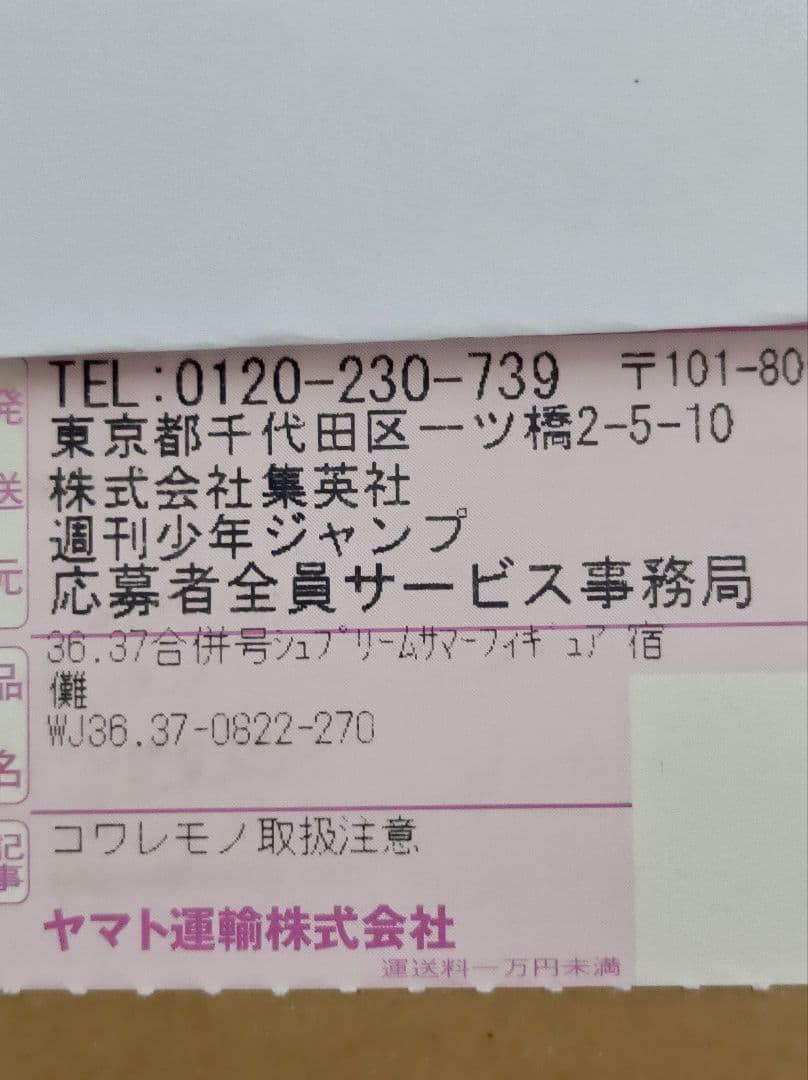 発送元
TEL:0120-230-739 〒101-80
東京都千代田区一ツ橋2-5-10
株式会社集英社
週刊少年ジャンプ
応募者全員サービス事務局
品名
36.37合併号ｼｭﾌﾟﾘｰﾑｻﾏｰﾌｨｷﾞｭｱ 宿
儺
WJ36.37-0822-270
記事
コワレモノ取扱注意
ヤマト運輸株式会社
運送料一万円未満